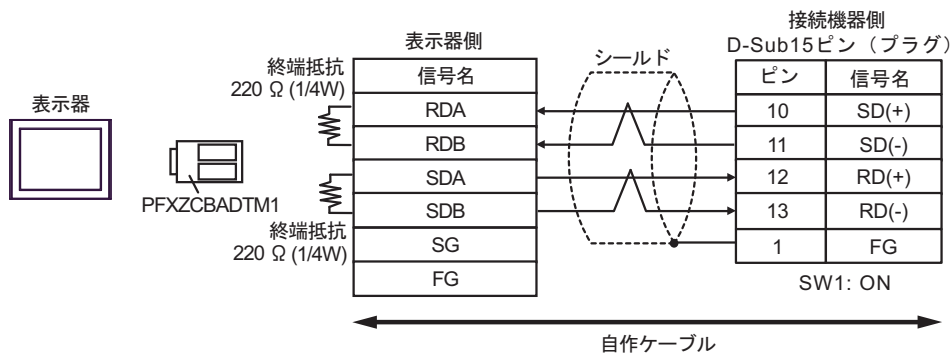 表示器
PFXZCBADTM1
表示器側
終端抵抗
220 Ω (1/4W)
信号名
RDA
RDB
SDA
SDB
SG
FG
終端抵抗
220 Ω (1/4W)
シールド
接続機器側
D-Sub15ピン（プラグ）
ピン 信号名
10 SD(+)
11 SD(-)
12 RD(+)
13 RD(-)
1 FG
SW1: ON
自作ケーブル